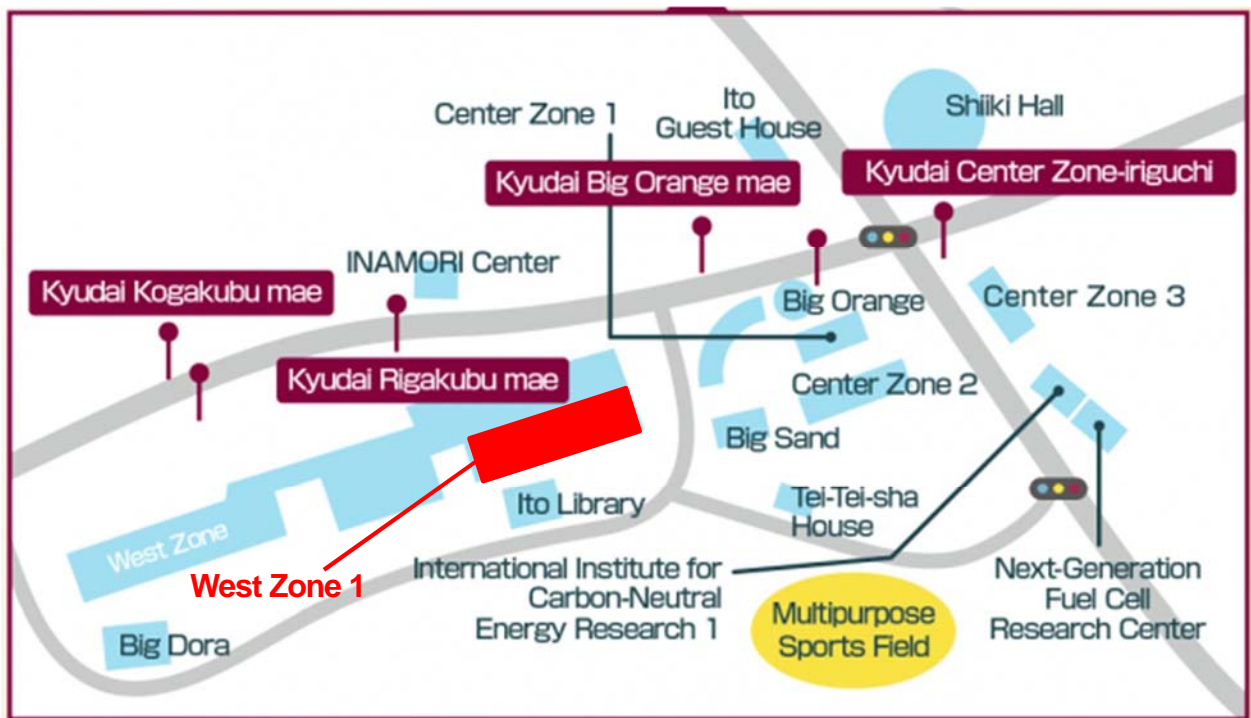 Center Zone 1
Ito
Guest House
Shiiki Hall
Kyudai Big Orange mae
Kyudai Center Zone-iriguchi
INAMORI Center
Kyudai Kogakubu mae
Big Orange
Center Zone 3
Kyudai Rigakubu mae
Center Zone 2
Big Sand
Ito Library
Tei-Tei-sha
House
West Zone
West Zone 1
International Institute for
Carbon-Neutral
Energy Research 1
Next-Generation
Fuel Cell
Research Center
Multipurpose
Sports Field
Big Dora